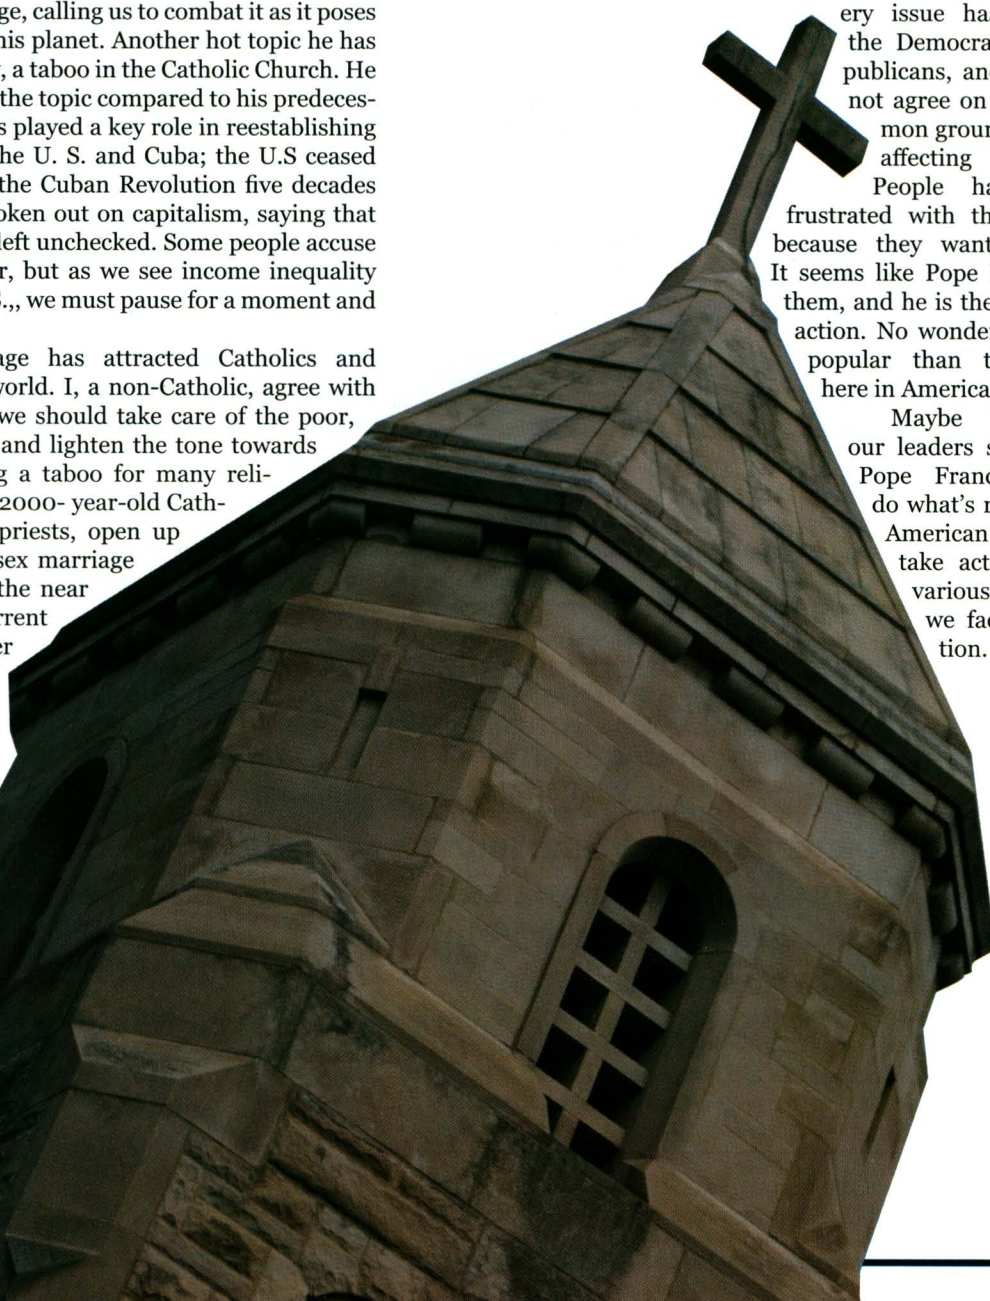 ge, calling us to combat it as it poses
his planet. Another hot topic he has
, a taboo in the Catholic Church. He
the topic compared to his predeces-
s played a key role in reestablishing
he U. S. and Cuba; the U.S ceased
the Cuban Revolution five decades
oken out on capitalism, saying that
left unchecked. Some people accuse
r, but as we see income inequality
S.,, we must pause for a moment and
age has attracted Catholics and
world. I, a non-Catholic, agree with
we should take care of the poor,
and lighten the tone towards
g a taboo for many reli-
2000- year-old Cath-
priests, open up
sex marriage
the near
rrent
er
ery issue has
the Democra
publicans, and
not agree on
mon groun
affecting
People ha
frustrated with th
because they want
It seems like Pope
them, and he is the
action. No wonde
popular than t
here in America
Maybe
our leaders s
Pope Franc
do what's r
American
take act
various
we fac
tion.